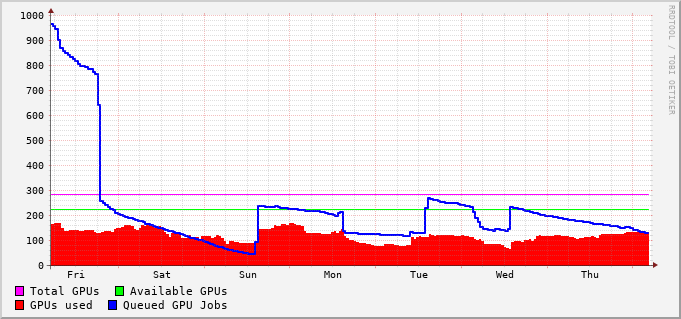 1000
900
800
700
600
500
400
300
200
100
0
Fri Sat Sun Mon Tue Wed Thu
Total GPUs Available GPUs
GPUs used Queued GPU Jobs
RRDTOOL / TOBI OETIKER